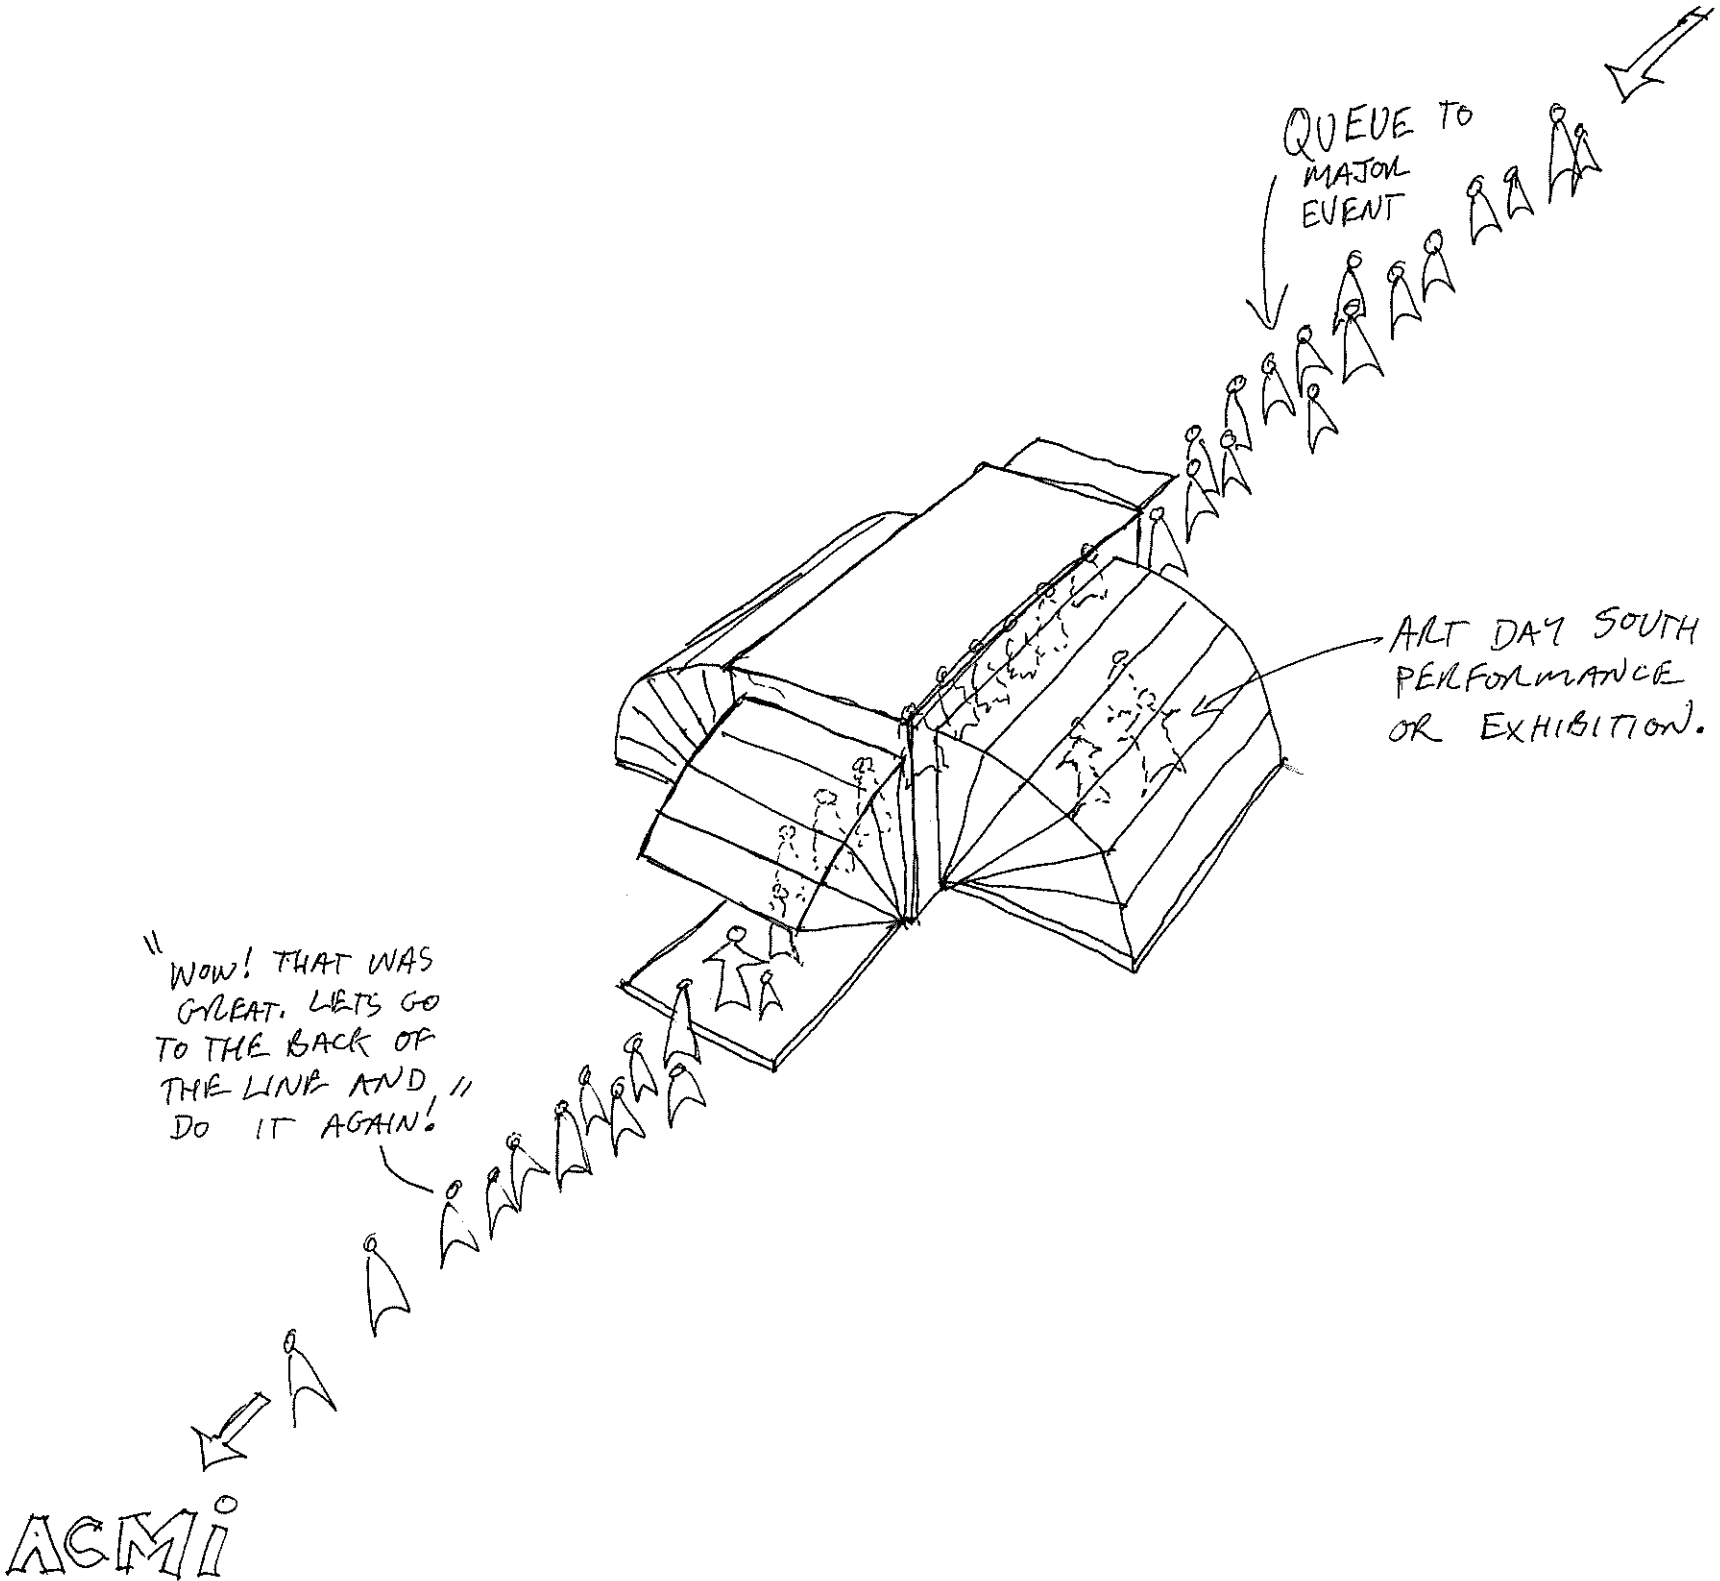 QUEUE TO
MAJOR
EVENT
ART DAY SOUTH
PERFORMANCE
OR EXHIBITION.
"WOW! THAT WAS
GREAT. LETS GO
TO THE BACK OF
THE LINE AND
DO IT AGAIN!"
ACMi